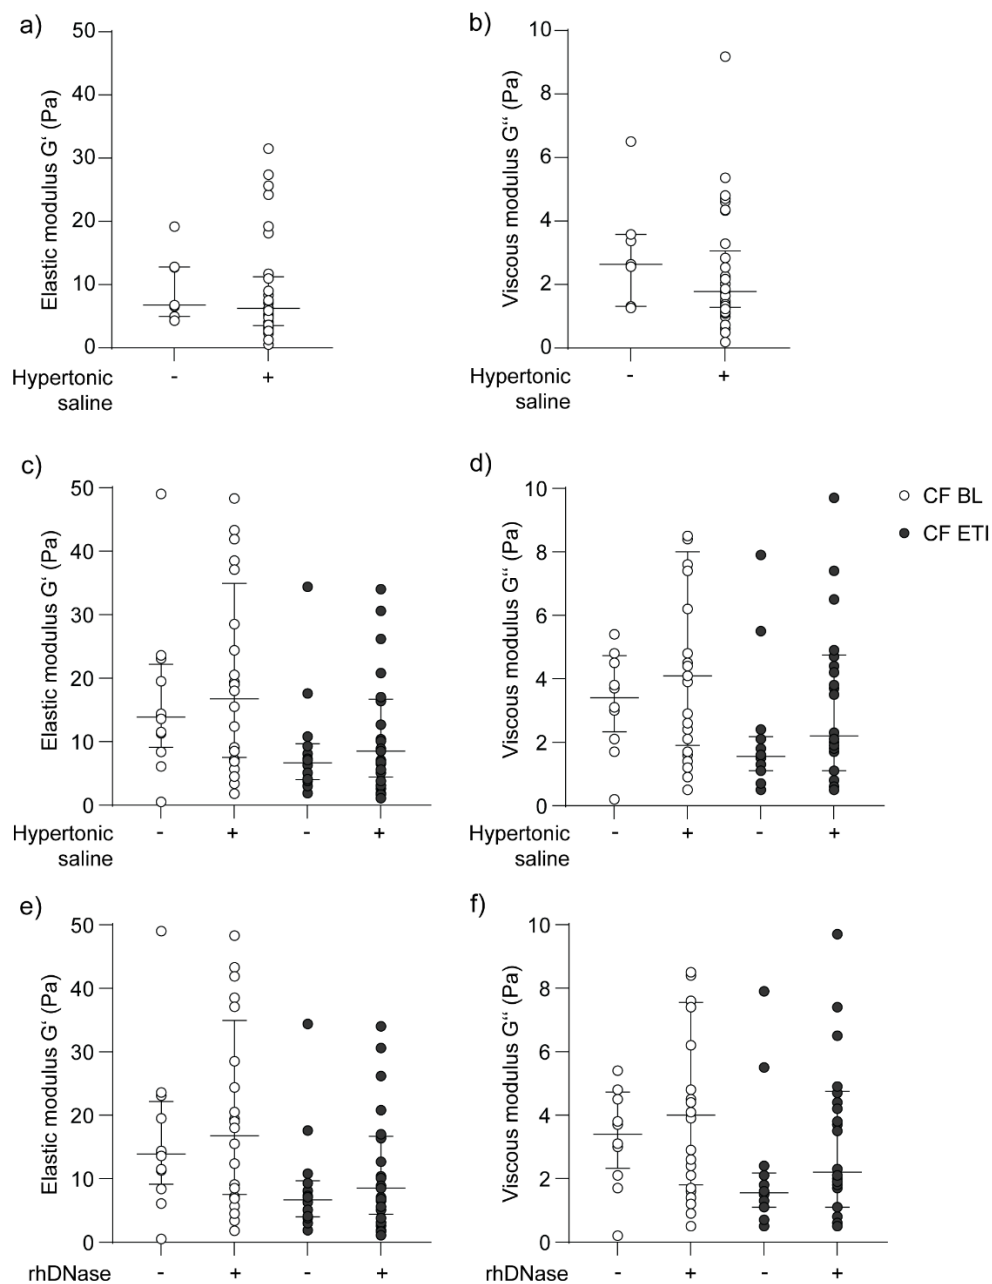 a)
Elastic modulus G‘ (Pa)
50
40
30
20
10
0
Hypertonic - +
saline
b)
Viscous modulus G“ (Pa)
10
8
6
4
2
0
Hypertonic - +
saline
c)
Elastic modulus G‘ (Pa)
50
40
30
20
10
0
Hypertonic - + - +
saline
d)
Viscous modulus G“ (Pa)
10
8
6
4
2
0
Hypertonic - + - +
saline
CF BL
CF ETI
e)
Elastic modulus G‘ (Pa)
50
40
30
20
10
0
rhDNase - + - +
f)
Viscous modulus G“ (Pa)
10
8
6
4
2
0
rhDNase - + - +